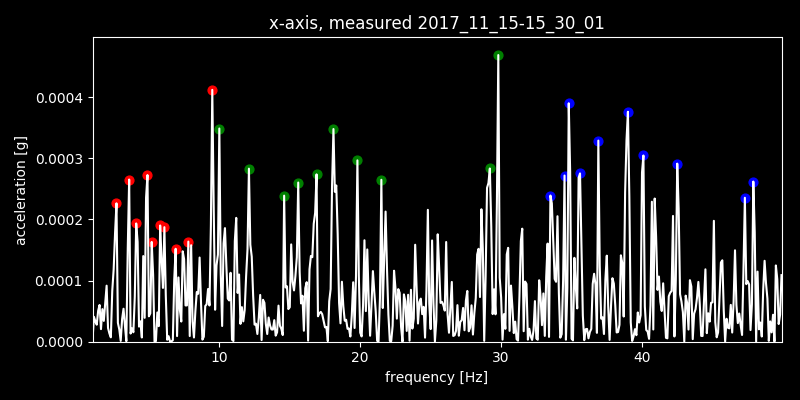 x-axis, measured 2017_11_15-15_30_01
0.0004
0.0003
0.0002
0.0001
0.0000
acceleration [g]
10 20 30 40
frequency [Hz]